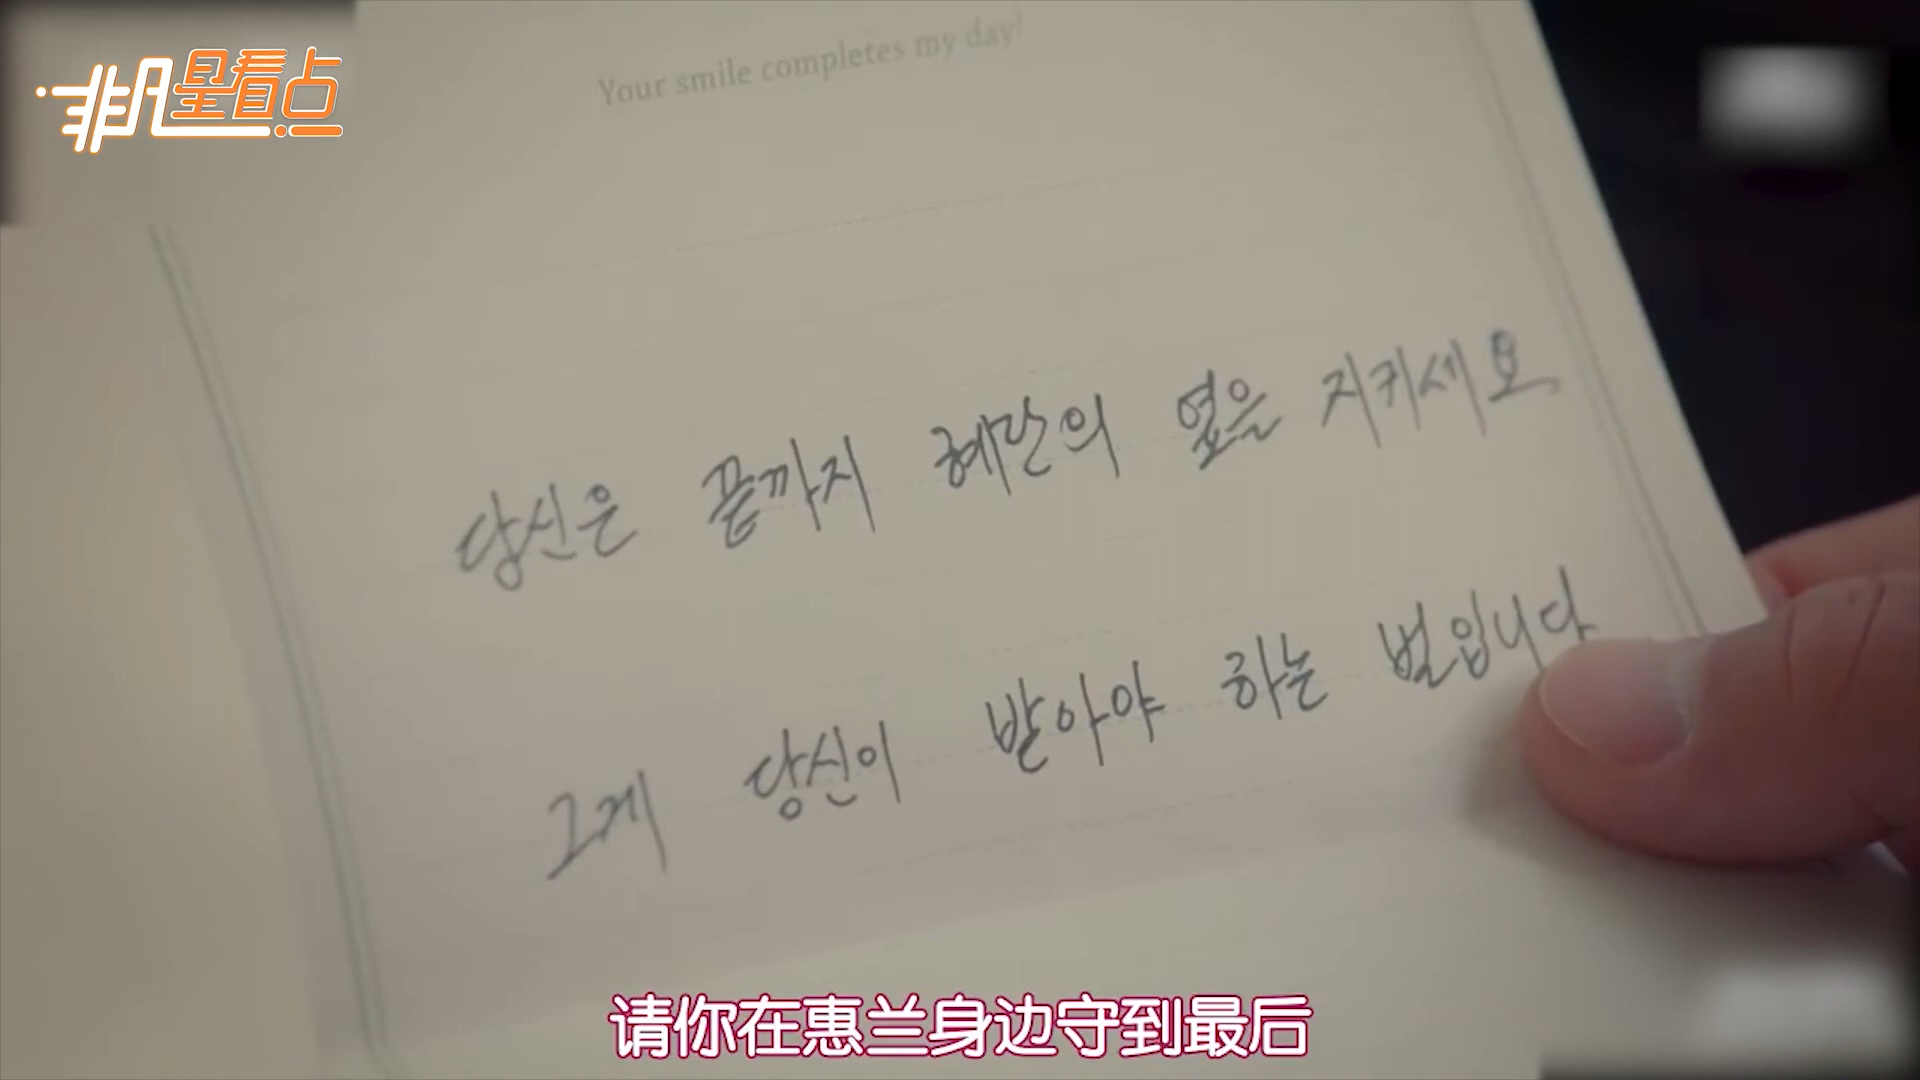 非凡星看点
Your smile completes my day!
당신은 끝까지 혜란의 옆을 지키세요
그게 당신이 받아야 하는 벌입니다
请你在惠兰身边守到最后